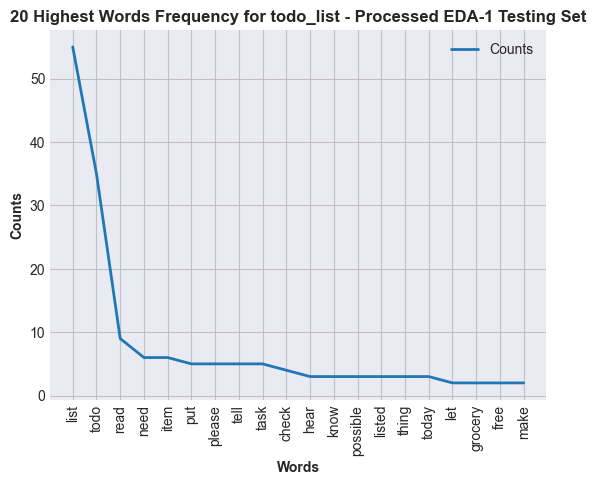 20 Highest Words Frequency for todo_list - Processed EDA-1 Testing Set
Counts
Counts
50
40
30
20
10
0
list
todo
read
need
item
put
please
tell
task
check
hear
know
possible
listed
thing
today
let
grocery
free
make
Words